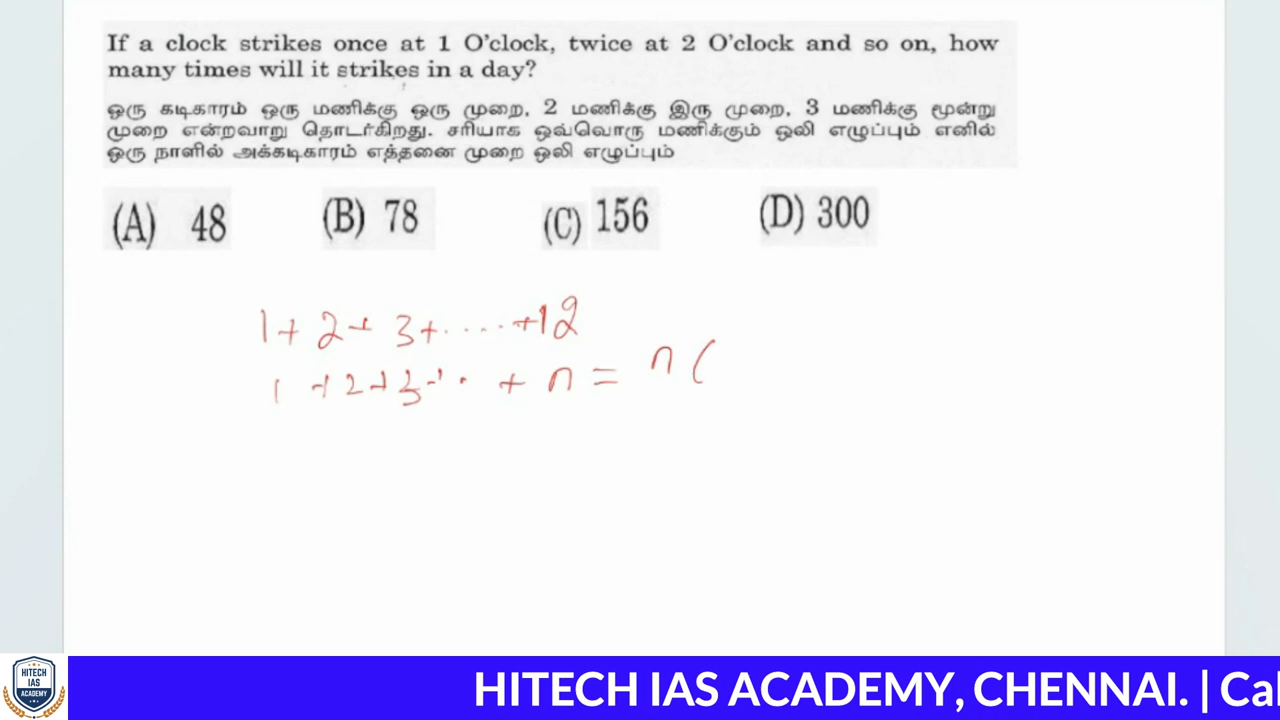 If a clock strikes once at 1 O'clock, twice at 2 O'clock and so on, how
many times will it strikes in a day?
ஒரு கடிகாரம் ஒரு மணிக்கு ஒரு முறை, 2 மணிக்கு இரு முறை, 3 மணிக்கு மூன்று
முறை என்றவாறு தொடர்கிறது. சரியாக ஒவ்வொரு மணிக்கும் ஒலி எழுப்பும் எனில்
ஒரு நாளில் அக்கடிகாரம் எத்தனை முறை ஒலி எழுப்பும்
(A) 48 (B) 78 (C) 156 (D) 300
1+2+3+.....+12
1+2+3+.. + n = n (
HITECH
IAS
ACADEMY
HITECH IAS ACADEMY, CHENNAI. | Cal